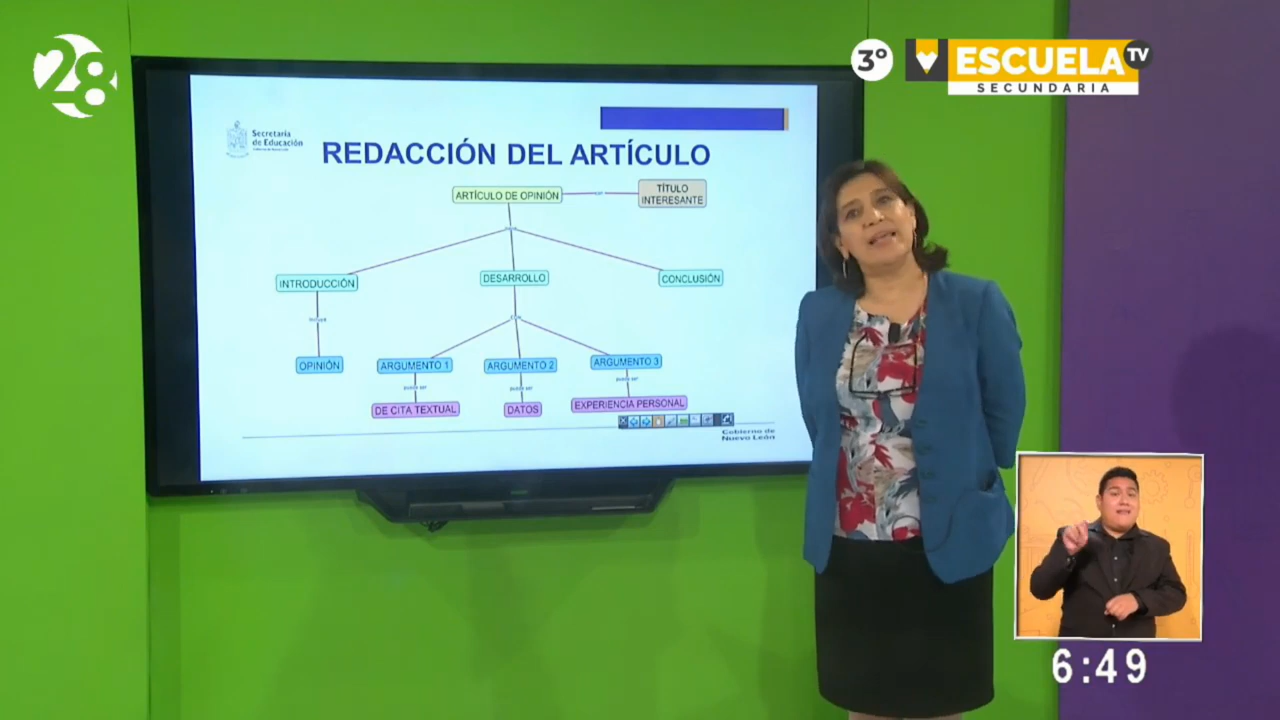 28
3º
ESCUELA TV
SECUNDARIA
Secretaría
de Educación
REDACCIÓN DEL ARTÍCULO
ARTÍCULO DE OPINIÓN
TÍTULO
INTERESANTE
INTRODUCCIÓN
DESARROLLO
CONCLUSIÓN
OPINIÓN
ARGUMENTO 1
ARGUMENTO 2
ARGUMENTO 3
puede ser
puede ser
puede ser
DE CITA TEXTUAL
DATOS
EXPERIENCIA PERSONAL
Gobierno de
Nuevo León
6:49